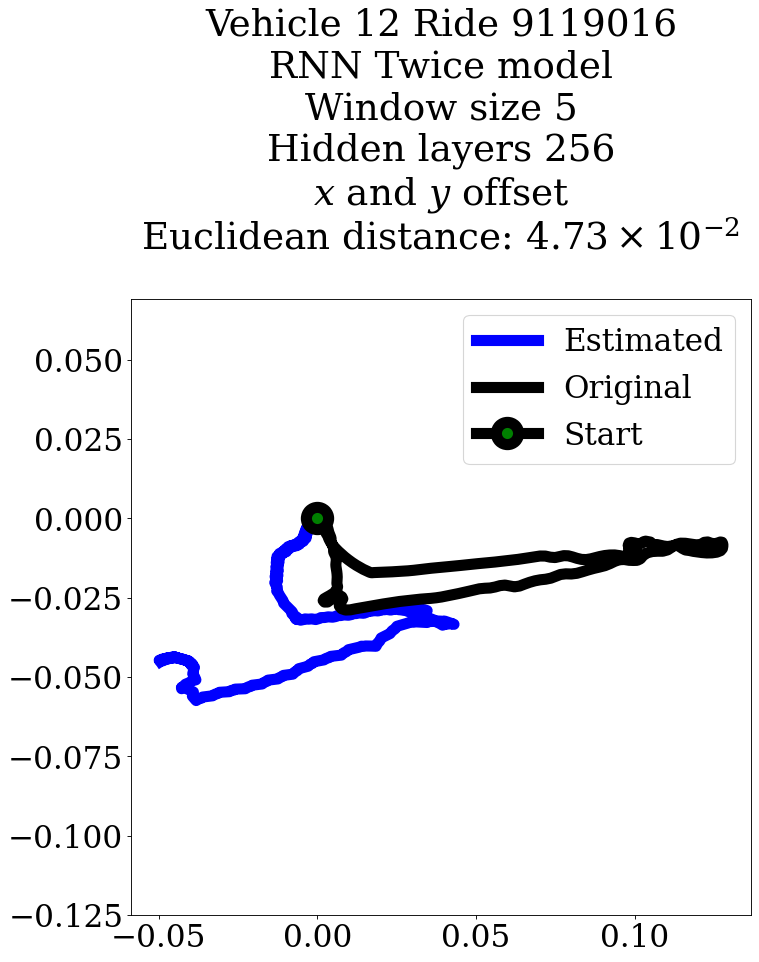 Vehicle 12 Ride 9119016
RNN Twice model
Window size 5
Hidden layers 256
x and y offset
Euclidean distance: 4.73 × 10⁻²
Estimated
Original
Start
0.050
0.025
0.000
−0.025
−0.050
−0.075
−0.100
−0.125
−0.05 0.00 0.05 0.10